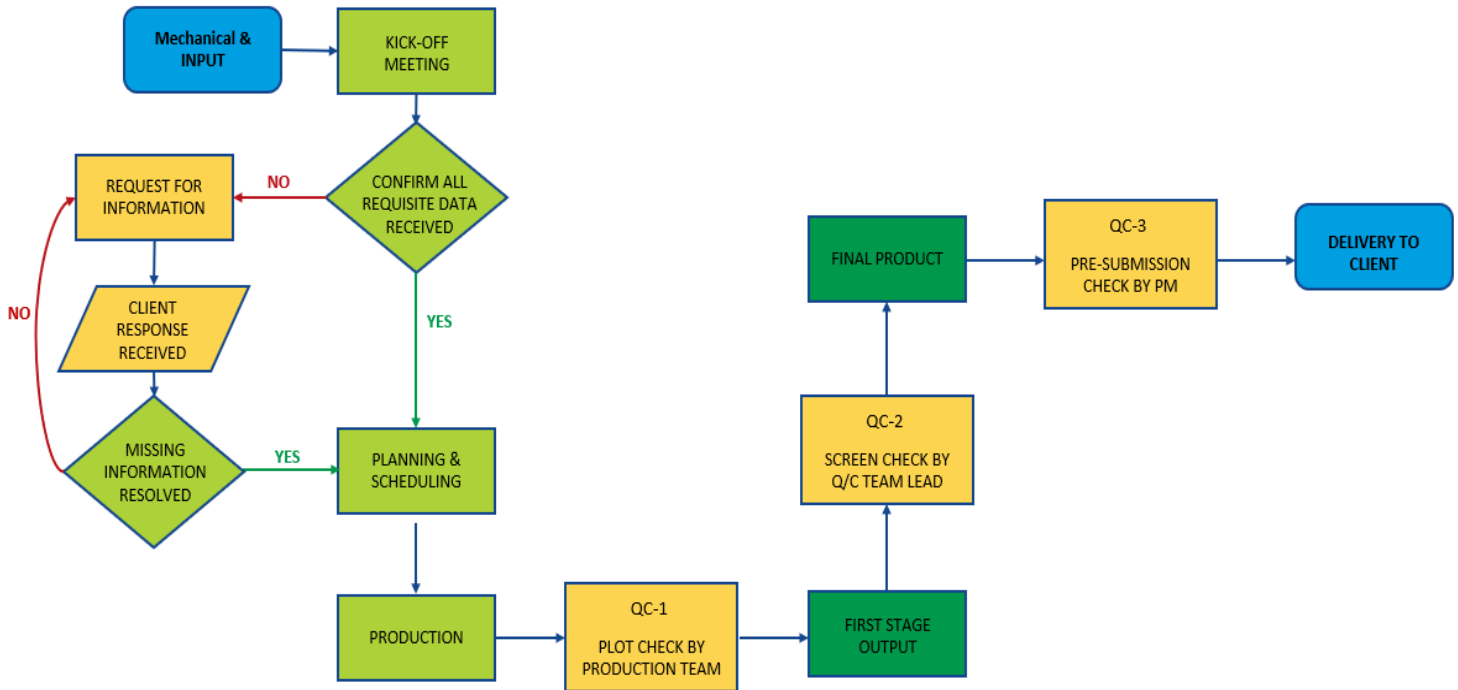 Mechanical &
INPUT
KICK-OFF
MEETING
CONFIRM ALL
REQUISITE DATA
RECEIVED
NO
REQUEST FOR
INFORMATION
CLIENT
RESPONSE
RECEIVED
NO
MISSING
INFORMATION
RESOLVED
YES
YES
PLANNING &
SCHEDULING
PRODUCTION
QC-1
PLOT CHECK BY
PRODUCTION TEAM
FIRST STAGE
OUTPUT
QC-2
SCREEN CHECK BY
Q/C TEAM LEAD
FINAL PRODUCT
QC-3
PRE-SUBMISSION
CHECK BY PM
DELIVERY TO
CLIENT